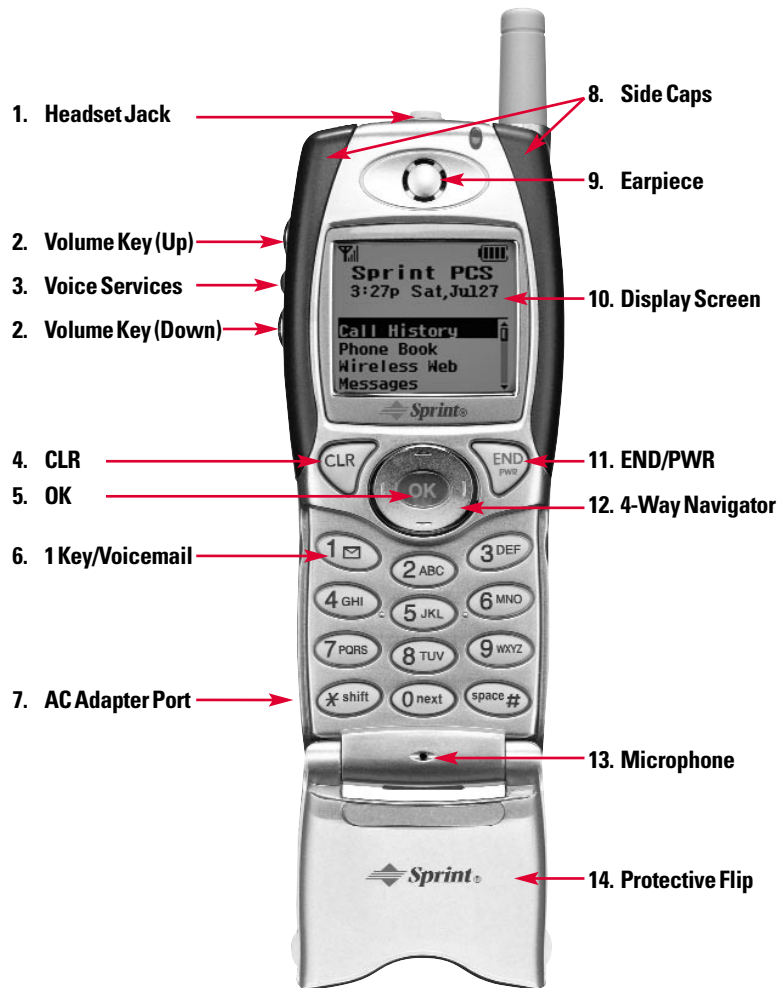 1. Headset Jack
2. Volume Key (Up)
3. Voice Services
2. Volume Key (Down)
4. CLR
5. OK
6. 1 Key/Voicemail
7. AC Adapter Port
8. Side Caps
9. Earpiece
10. Display Screen
11. END/PWR
12. 4-Way Navigator
13. Microphone
14. Protective Flip
Sprint PCS
3:27p Sat,Jul27
Call History
Phone Book
Wireless Web
Messages
Sprint®
CLR
END
PWR
OK
1
2 ABC
3 DEF
4 GHI
5 JKL
6 MNO
7 PQRS
8 TUV
9 WXYZ
* shift
0 next
space #
Sprint®